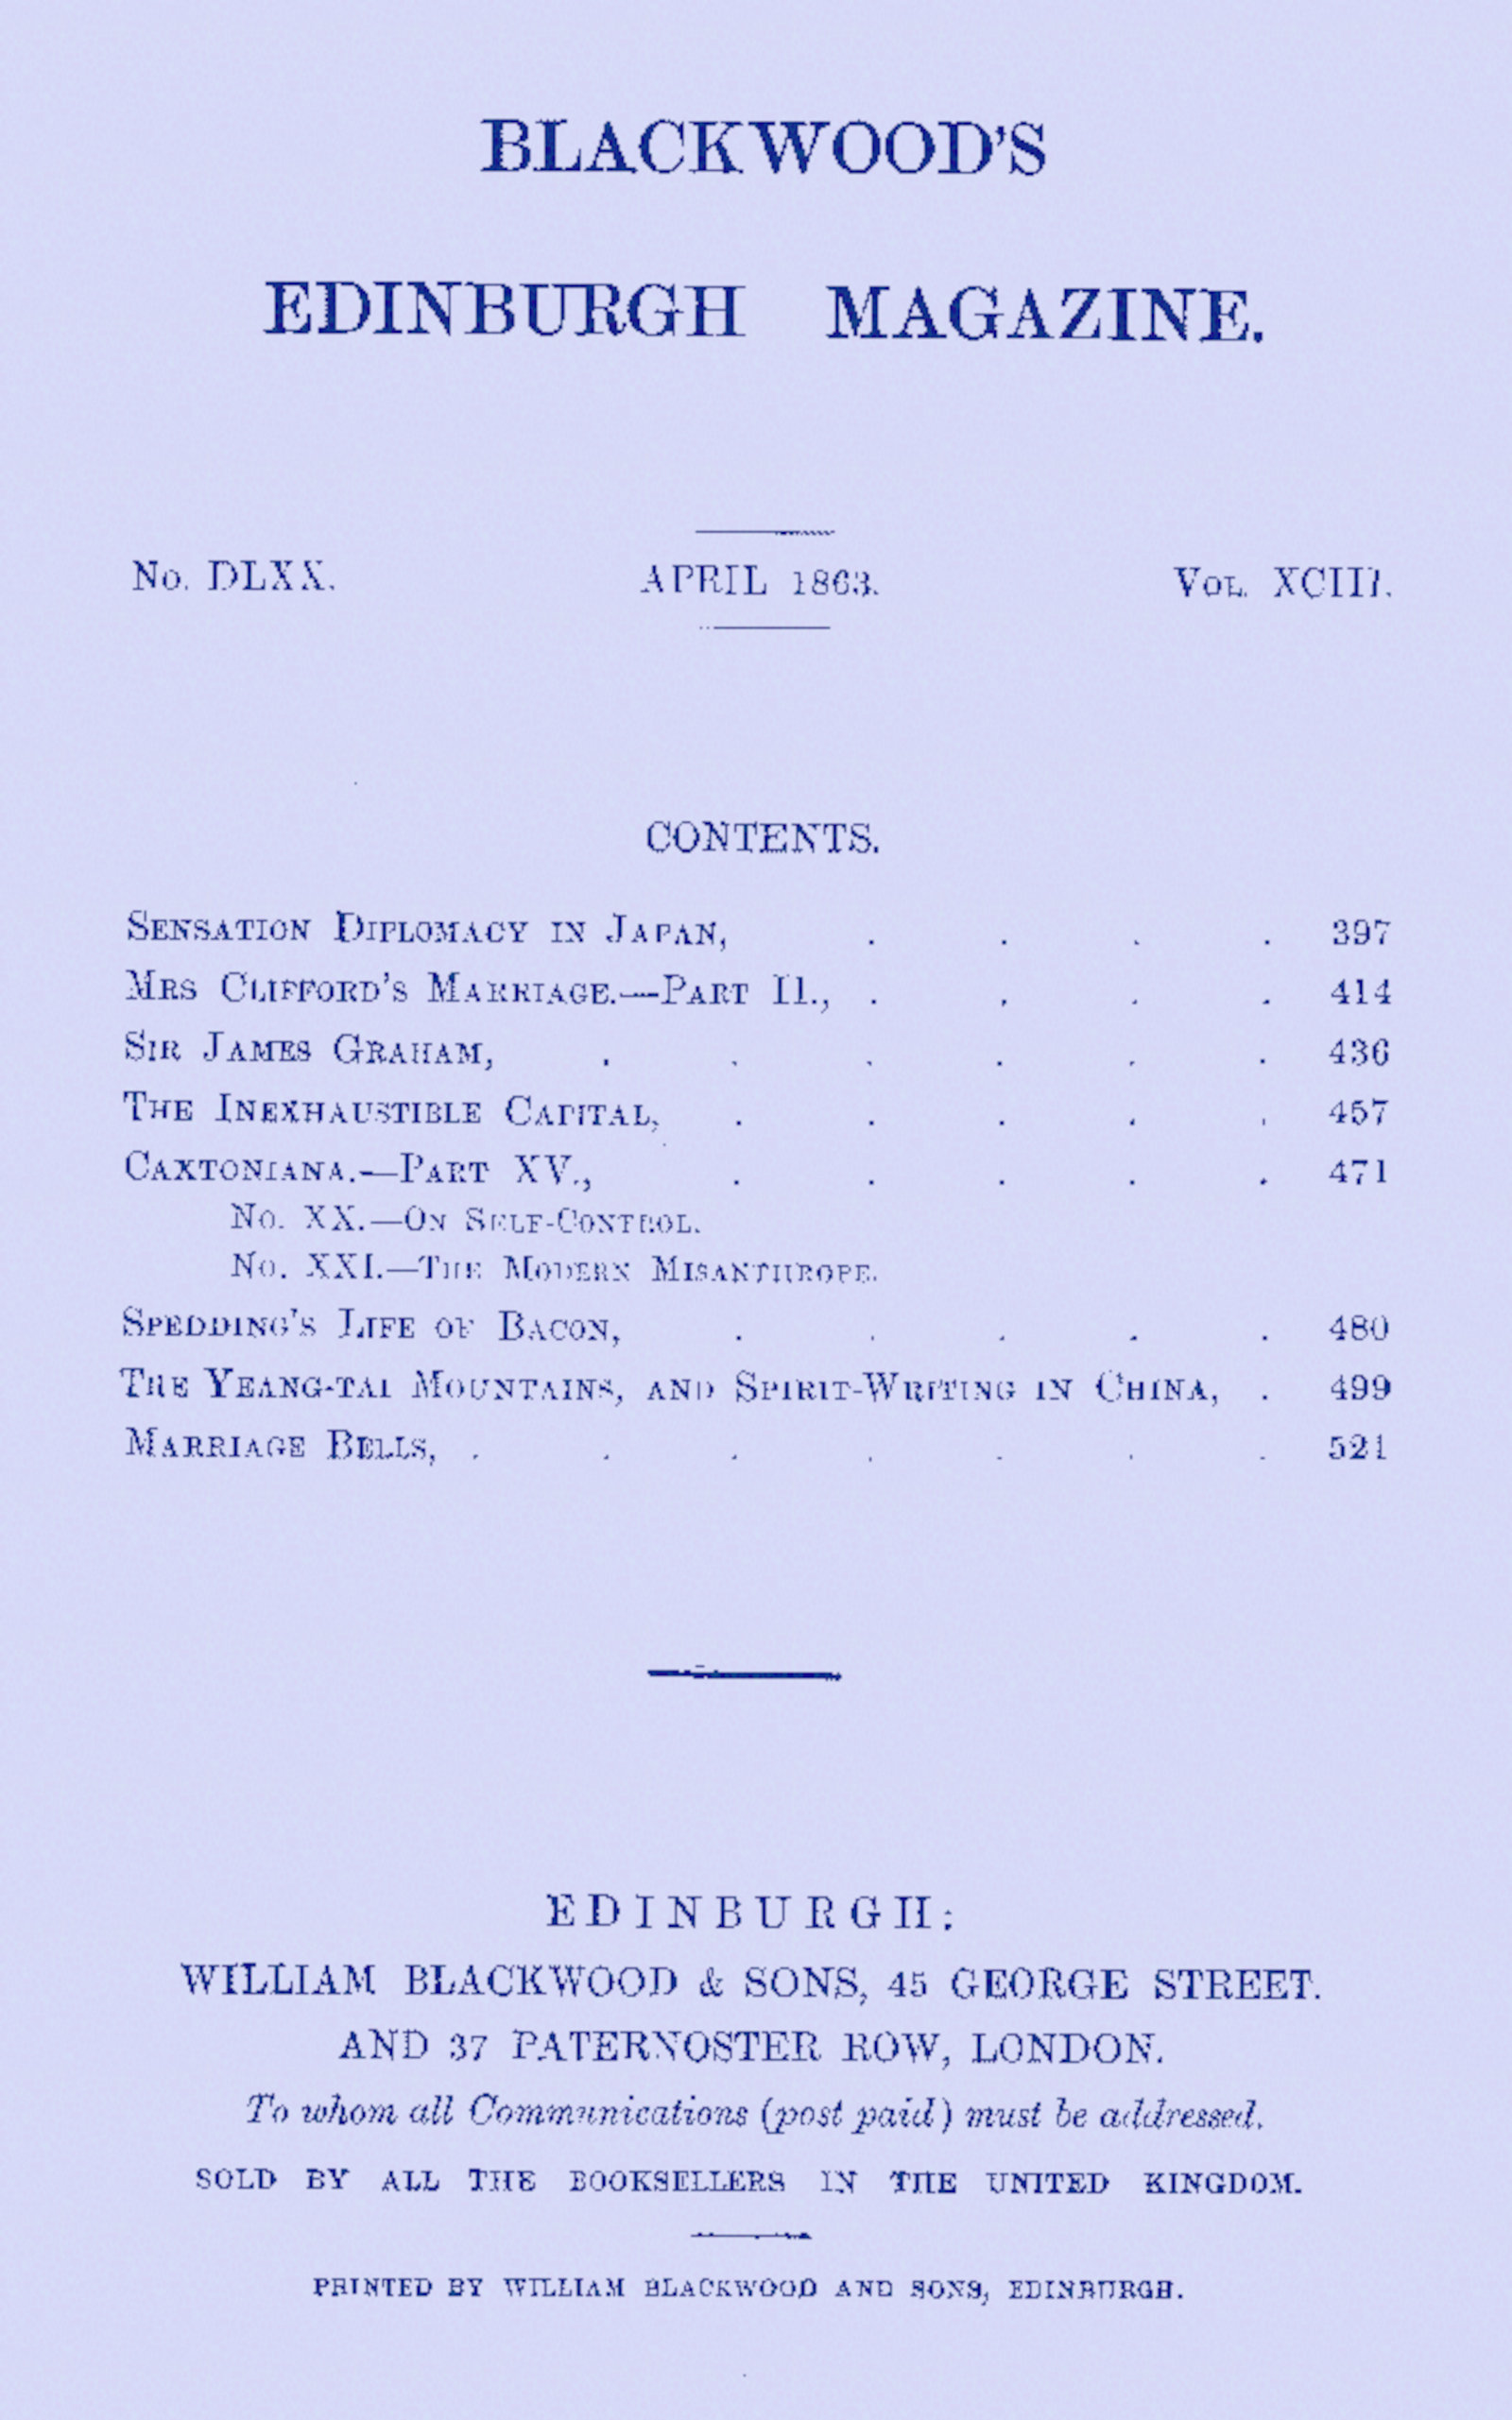 BLACKWOOD'S
EDINBURGH MAGAZINE.
No. DLXX. APRIL 1863. Vol. XCIII.
CONTENTS.
Sensation Diplomacy in Japan, . . . . 397
Mrs Clifford's Marriage.—Part II., . . . . 414
Sir James Graham, . . . . . . 436
The Inexhaustible Capital, . . . . . 457
Caxtoniana.—Part XV., . . . . . 471
No. XX.—On Self-Control.
No. XXI.—The Modern Misanthrope.
Spedding's Life of Bacon, . . . . . 480
The Yeang-tai Mountains, and Spirit-Writing in China, . 499
Marriage Bells, . . . . . . . 521
EDINBURGH:
WILLIAM BLACKWOOD & SONS, 45 GEORGE STREET.
AND 37 PATERNOSTER ROW, LONDON.
To whom all Communications (post paid) must be addressed.
SOLD BY ALL THE BOOKSELLERS IN THE UNITED KINGDOM.
PRINTED BY WILLIAM BLACKWOOD AND SONS, EDINBURGH.